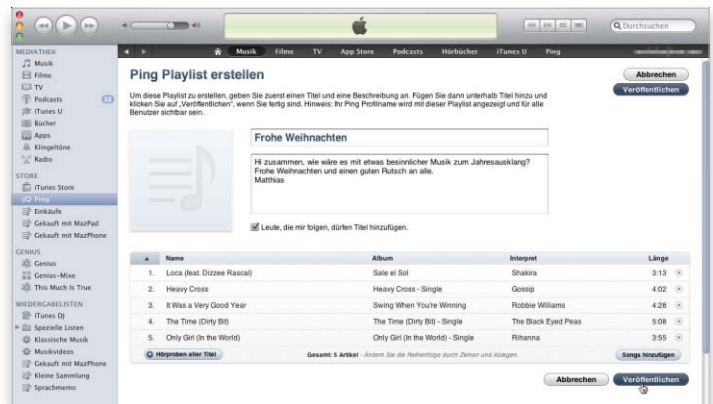 Durchsuchen
MEDIATHEK
Musik
Filme
TV
Podcasts
iTunes U
Bücher
Apps
Klingeltöne
Radio
STORE
iTunes Store
Ping
Einkäufe
Gekauft mit MazPad
Gekauft mit MazPhone
GENIUS
Genius
Genius-Mixe
This Much Is True
WIEDERGABELISTEN
iTunes DJ
Spezielle Listen
Klassische Musik
Musikvideos
Gekauft mit MazPhone
Kleine Sammlung
Sprachmemo
Musik Filme TV App Store Podcasts Hörbücher iTunes U Ping
Ping Playlist erstellen
Abbrechen
Veröffentlichen
Um diese Playlist zu erstellen, geben Sie zuerst einen Titel und eine Beschreibung an. Fügen Sie dann unterhalb Titel hinzu und
klicken Sie auf „Veröffentlichen“, wenn Sie fertig sind. Hinweis: Ihr Ping Profilname wird mit dieser Playlist angezeigt und für alle
Benutzer sichtbar sein.
Frohe Weihnachten
Hi zusammen, wie wäre es mit etwas besinnlicher Musik zum Jahresausklang?
Frohe Weihnachten und einen guten Rutsch an alle.
Matthias
Leute, die mir folgen, dürfen Titel hinzufügen.
Name Album Interpret Länge
1. Loca (feat. Dizzee Rascal) Sale el Sol Shakira 3:13
2. Heavy Cross Heavy Cross - Single Gossip 4:02
3. It Was a Very Good Year Swing When You're Winning Robbie Williams 4:28
4. The Time (Dirty Bit) The Time (Dirty Bit) - Single The Black Eyed Peas 5:08
5. Only Girl (In the World) Only Girl (In the World) - Single Rihanna 3:55
Hörproben aller Titel Gesamt: 5 Artikel - Ändern Sie die Reihenfolge durch Ziehen und Ablegen. Songs hinzufügen
Abbrechen Veröffentlichen